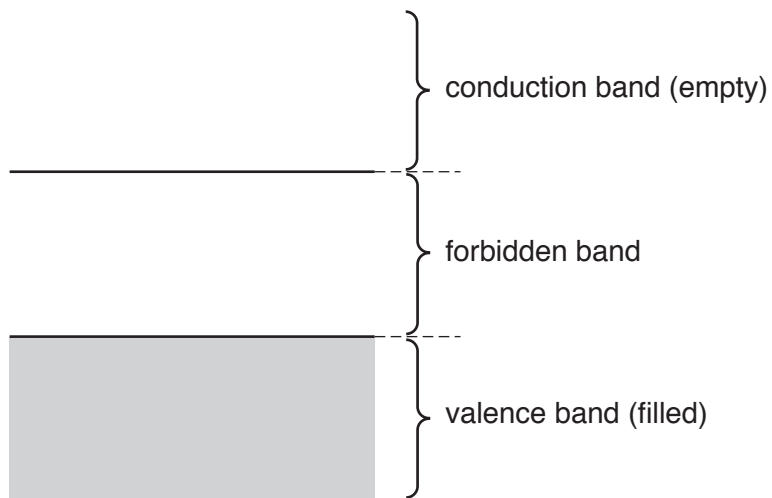 conduction band (empty)
forbidden band
valence band (filled)